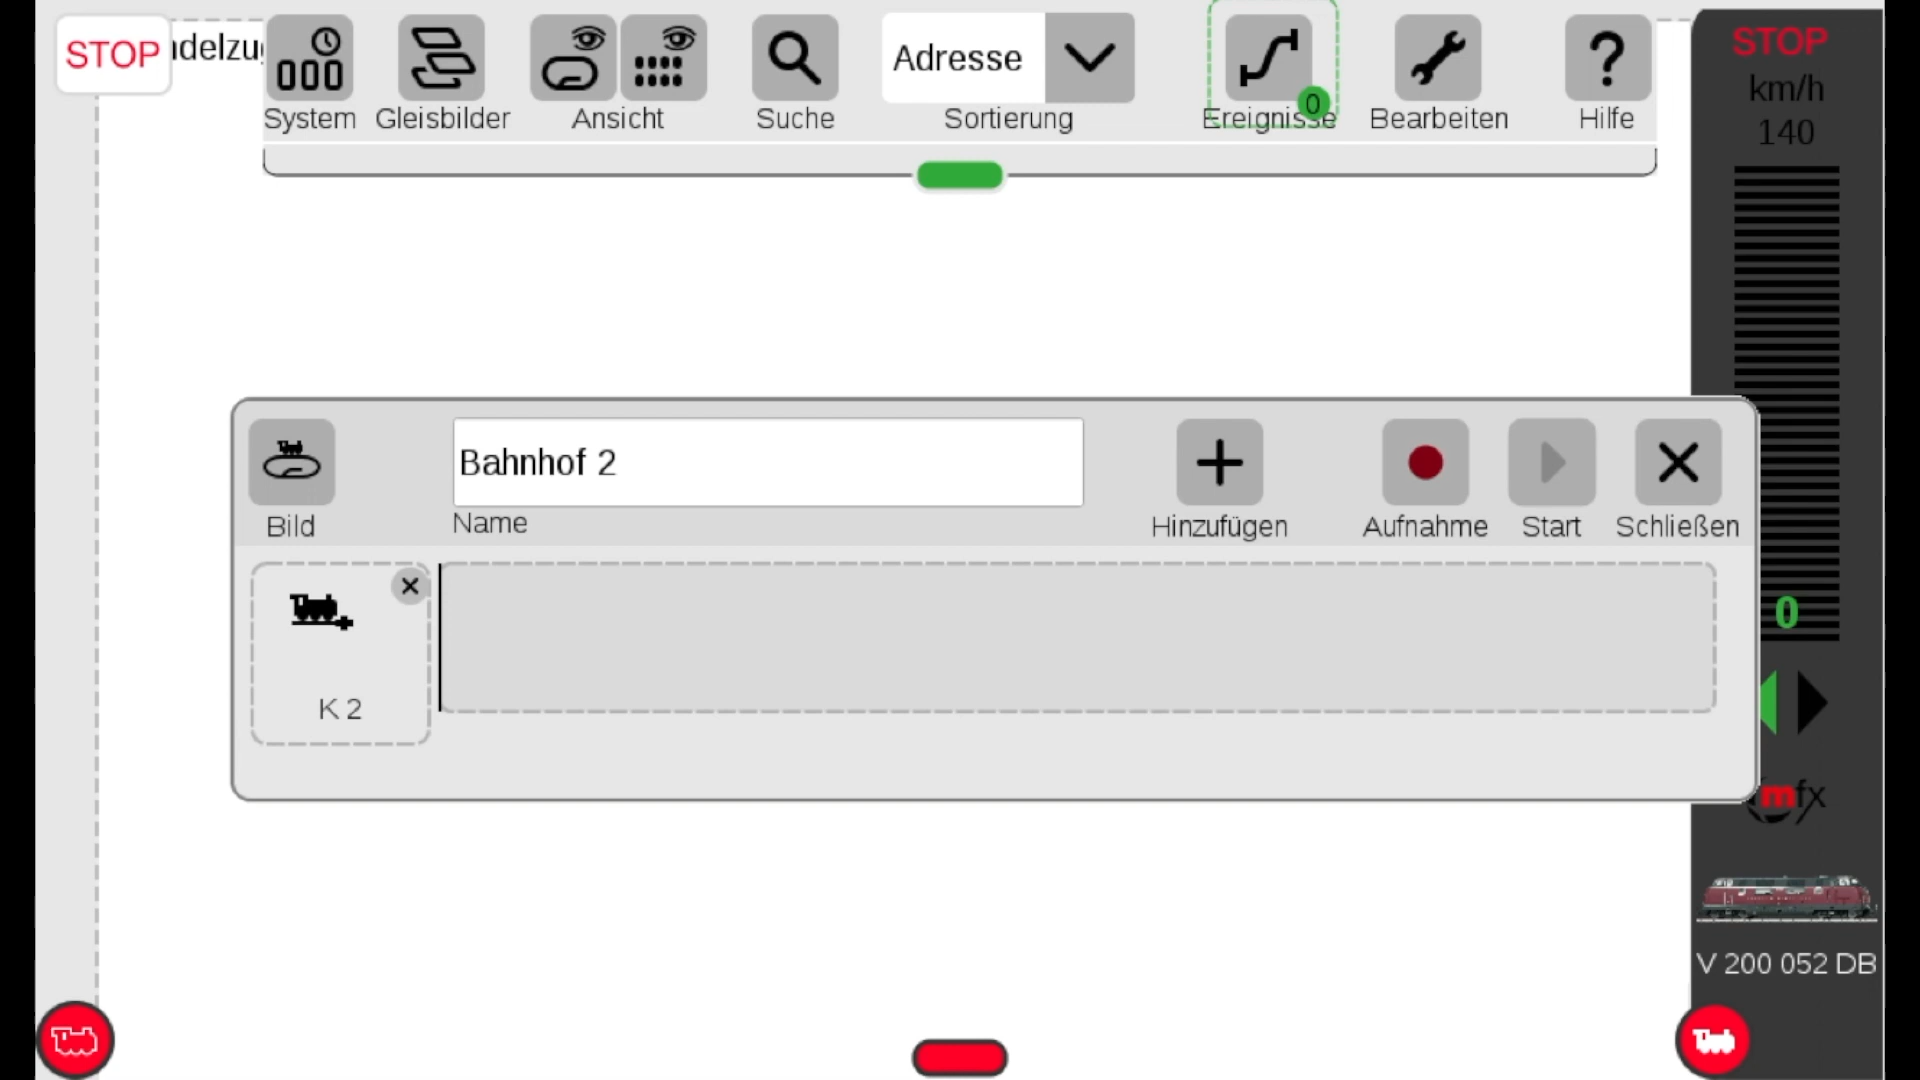 STOP
ndelzu
System
Gleisbilder
Ansicht
Suche
Adresse
Sortierung
0
Ereignisse
Bearbeiten
?
Hilfe
STOP
km/h
140
Bild
Bahnhof 2
Name
Hinzufügen
Aufnahme
Start
Schließen
K 2
0
mfx
V 200 052 DB